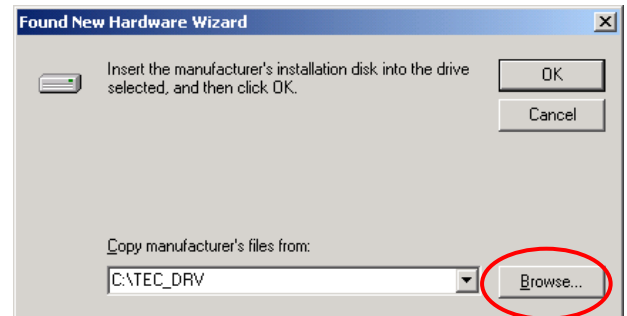 Found New Hardware Wizard
Insert the manufacturer's installation disk into the drive
selected, and then click OK.
OK
Cancel
Copy manufacturer's files from:
C:\TEC_DRV
Browse...